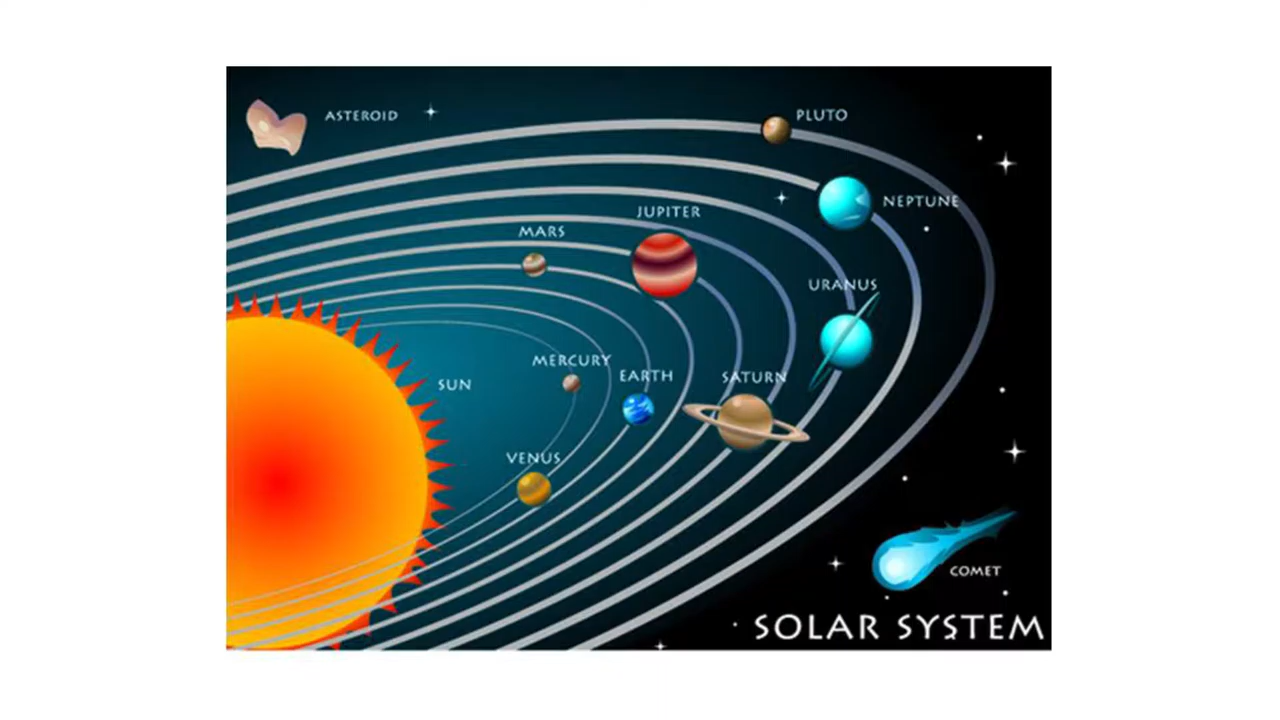 ASTEROID
PLUTO
NEPTUNE
JUPITER
MARS
URANUS
MERCURY
EARTH
SATURN
SUN
VENUS
COMET
SOLAR SYSTEM